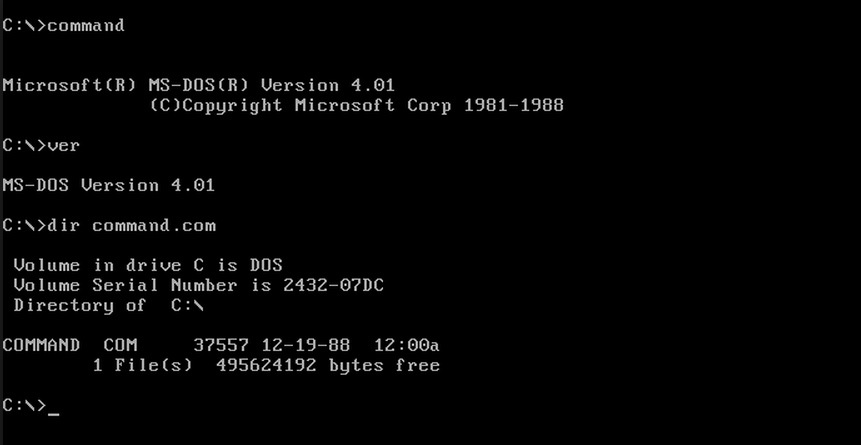 C:\>command
Microsoft(R) MS-DOS(R) Version 4.01
(C)Copyright Microsoft Corp 1981-1988
C:\>ver
MS-DOS Version 4.01
C:\>dir command.com
Volume in drive C is DOS
Volume Serial Number is 2432-07DC
Directory of  C:\
COMMAND  COM     37557 12-19-88  12:00a
1 File(s)  495624192 bytes free
C:\>_